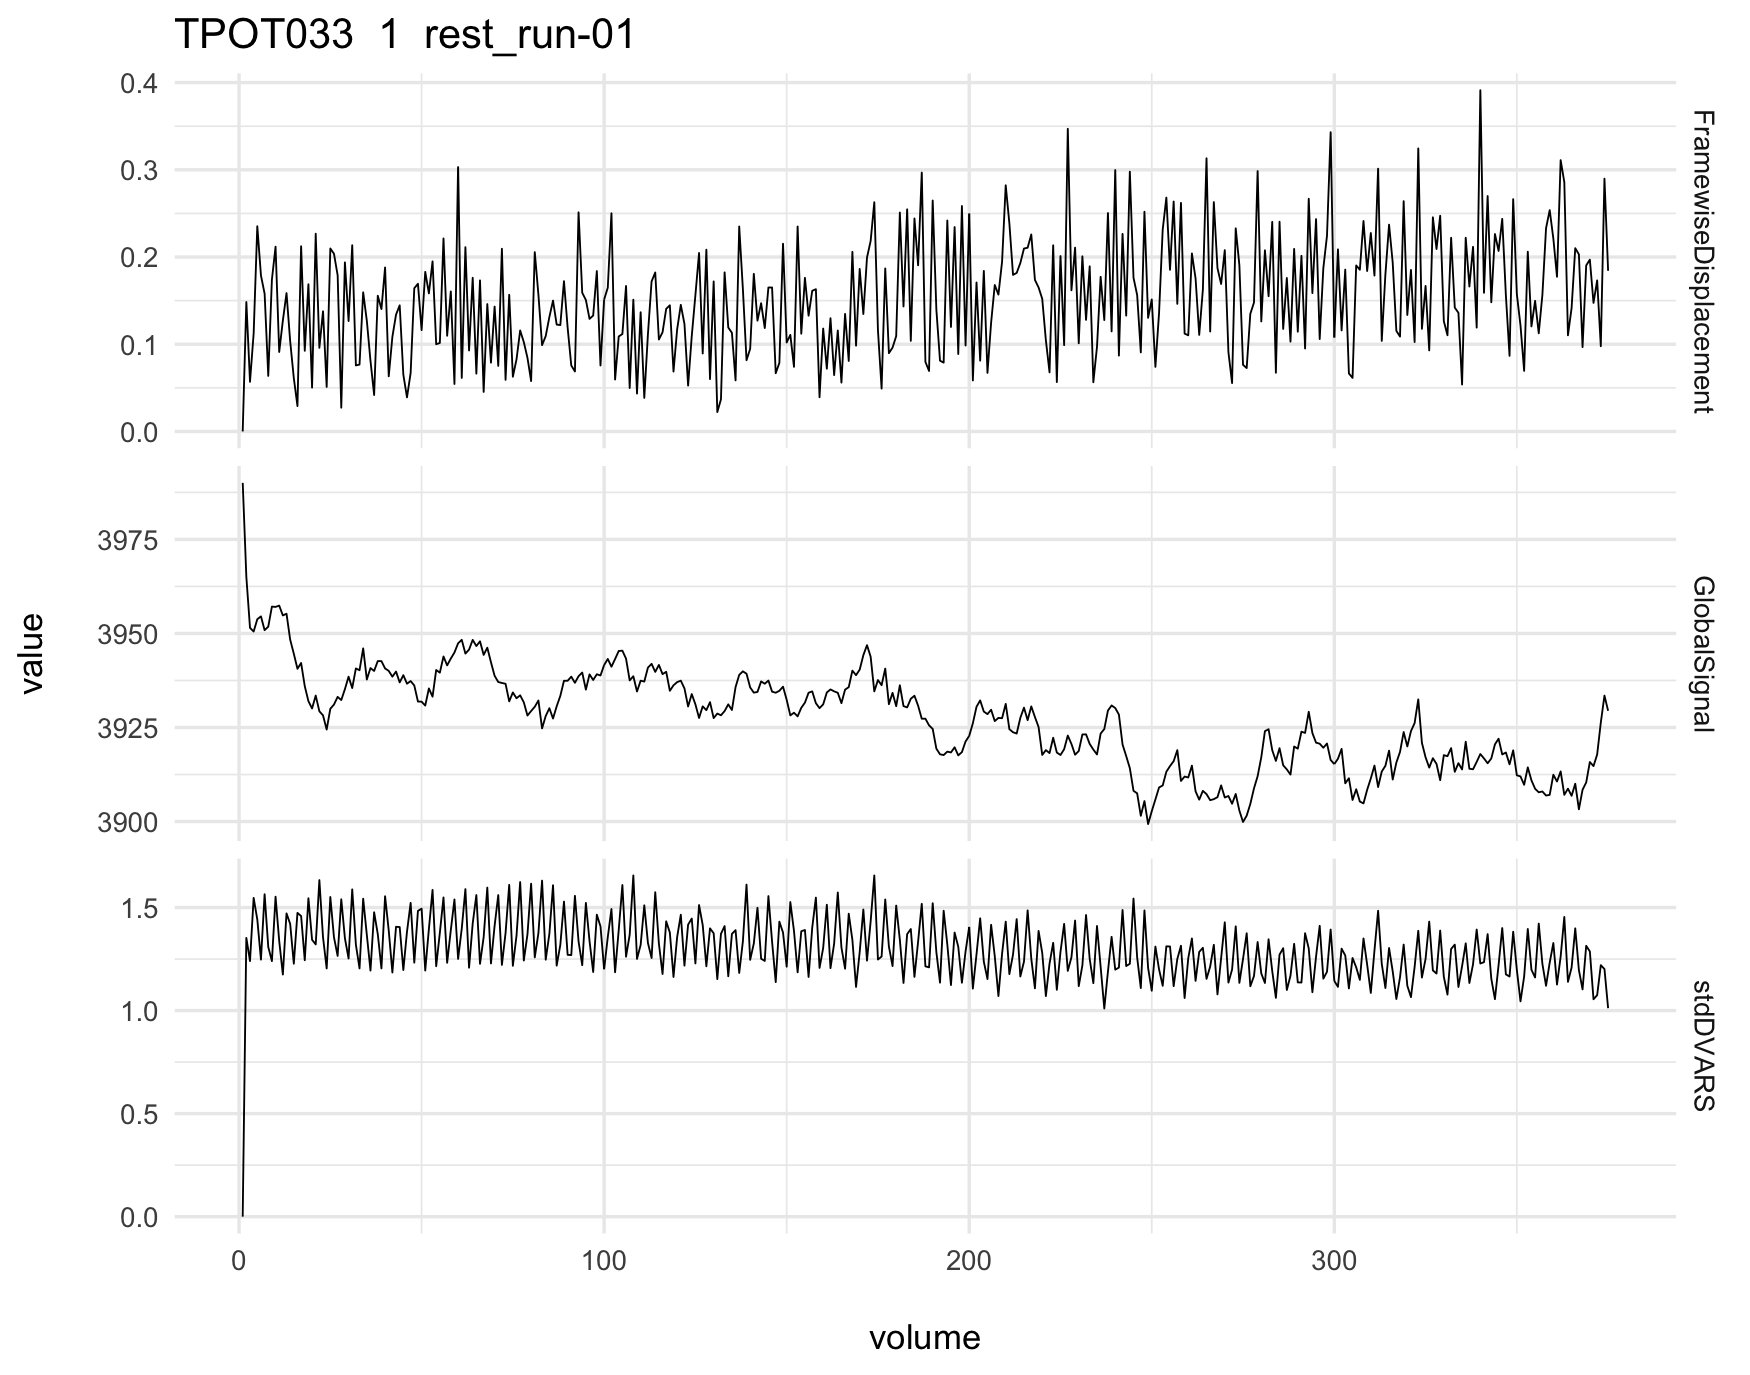 TPOT033  1  rest_run-01
0.4
0.3
0.2
0.1
0.0
FramewiseDisplacement
3975
3950
3925
3900
GlobalSignal
value
1.5
1.0
0.5
0.0
stdDVARS
0 100 200 300
volume